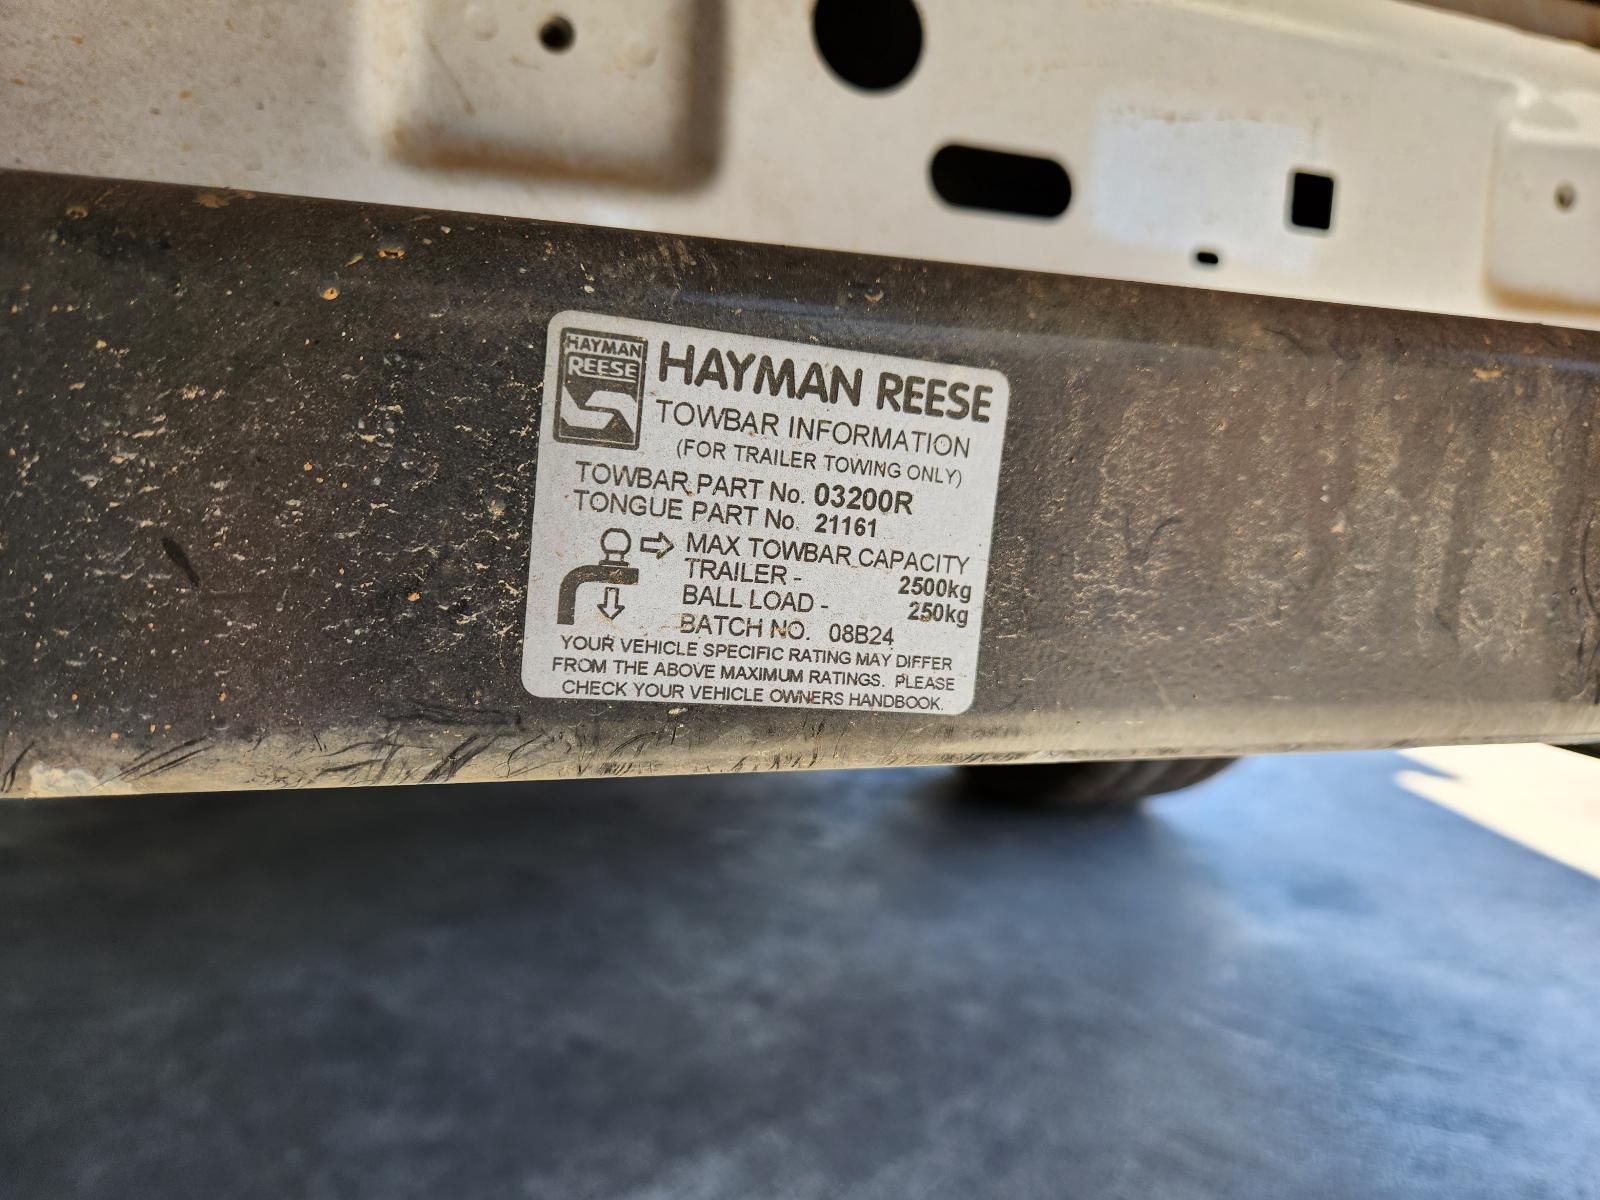 HAYMAN
REESE
HAYMAN REESE
TOWBAR INFORMATION
(FOR TRAILER TOWING ONLY)
TOWBAR PART No. 03200R
TONGUE PART No. 21161
MAX TOWBAR CAPACITY
TRAILER - 2500kg
BALL LOAD - 250kg
BATCH NO. 08B24
YOUR VEHICLE SPECIFIC RATING MAY DIFFER
FROM THE ABOVE MAXIMUM RATINGS. PLEASE
CHECK YOUR VEHICLE OWNERS HANDBOOK.